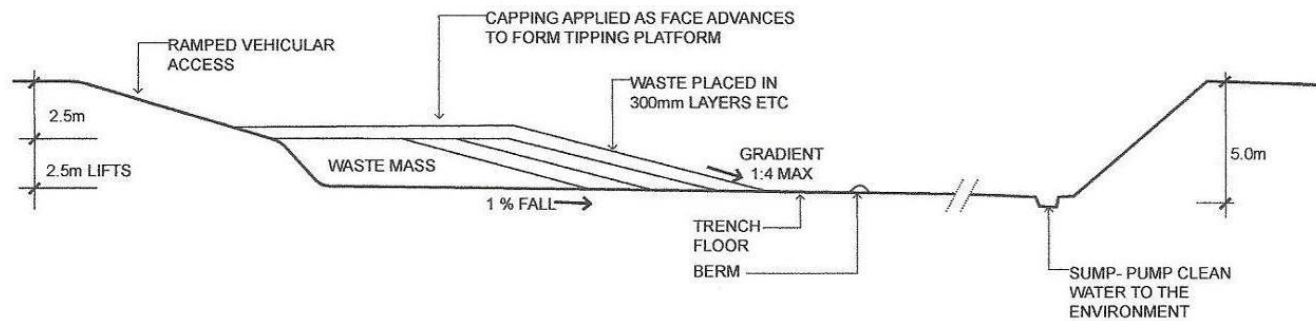 CAPPING APPLIED AS FACE ADVANCES
TO FORM TIPPING PLATFORM
RAMPED VEHICULAR
ACCESS
WASTE PLACED IN
300mm LAYERS ETC
2.5m
2.5m LIFTS
WASTE MASS
GRADIENT
1:4 MAX
5.0m
1 % FALL
TRENCH
FLOOR
BERM
SUMP- PUMP CLEAN
WATER TO THE
ENVIRONMENT